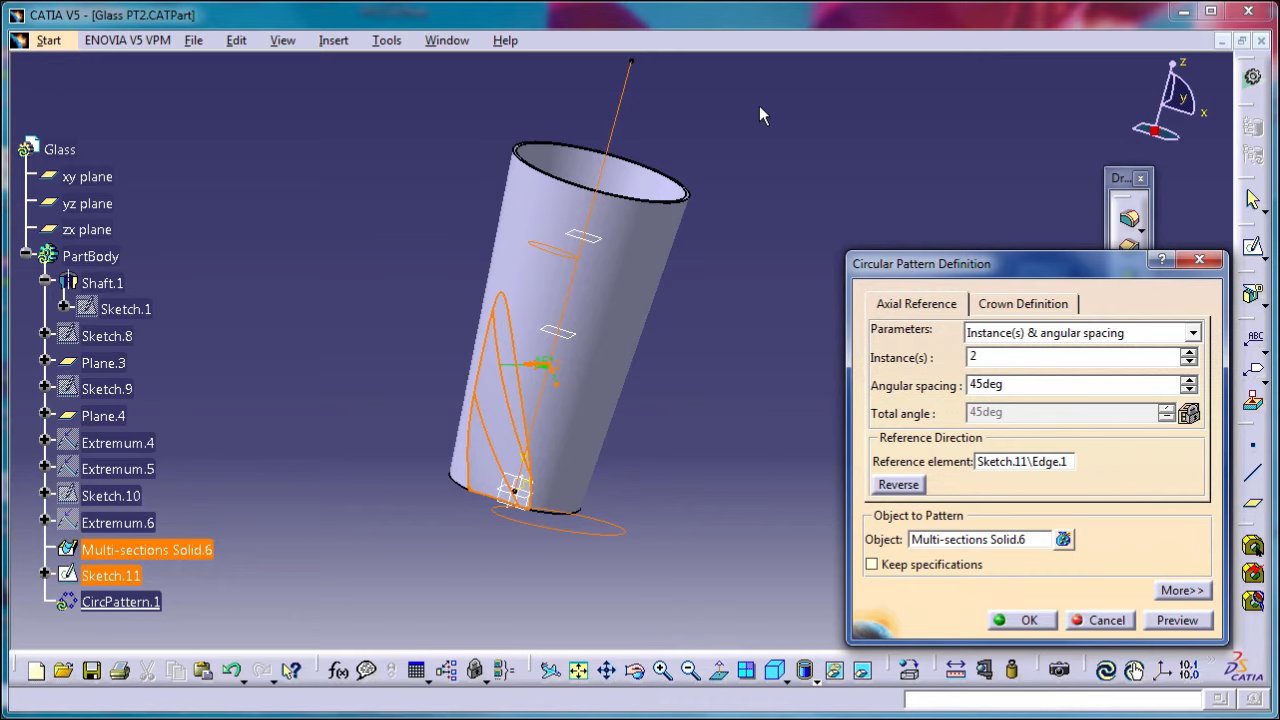 CATIA V5 - [Glass PT2.CATPart]
Start ENOVIA V5 VPM File Edit View Insert Tools Window Help
z
y
x
Glass
xy plane
yz plane
zx plane
PartBody
Shaft.1
Sketch.1
Sketch.8
Plane.3
Sketch.9
Plane.4
Extremum.4
Extremum.5
Sketch.10
Extremum.6
Multi-sections Solid.6
Sketch.11
CircPattern.1
Dr...
Circular Pattern Definition
Axial Reference Crown Definition
Parameters: Instance(s) & angular spacing
Instance(s) : 2
Angular spacing : 45deg
Total angle : 45deg
Reference Direction
Reference element: Sketch.11\Edge.1
Reverse
Object to Pattern
Object: Multi-sections Solid.6
Keep specifications
More>>
OK Cancel Preview
ABC
f(x)
10,1
10,0
CATIA